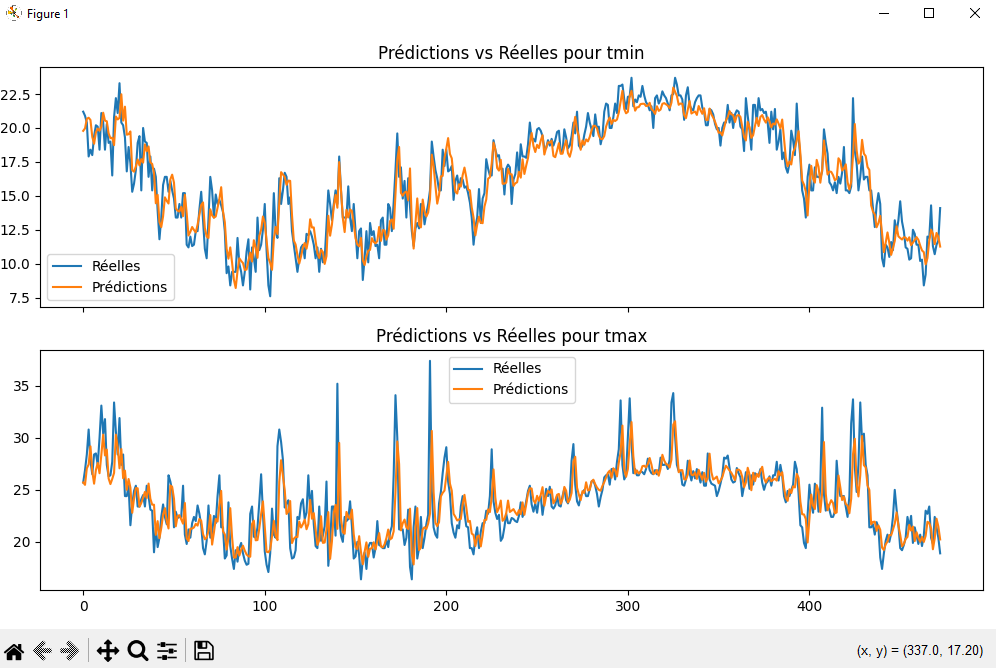 Figure 1
Prédictions vs Réelles pour tmin
22.5
20.0
17.5
15.0
12.5
10.0
7.5
Réelles
Prédictions
Prédictions vs Réelles pour tmax
35
30
25
20
Réelles
Prédictions
0 100 200 300 400
(x, y) = (337.0, 17.20)